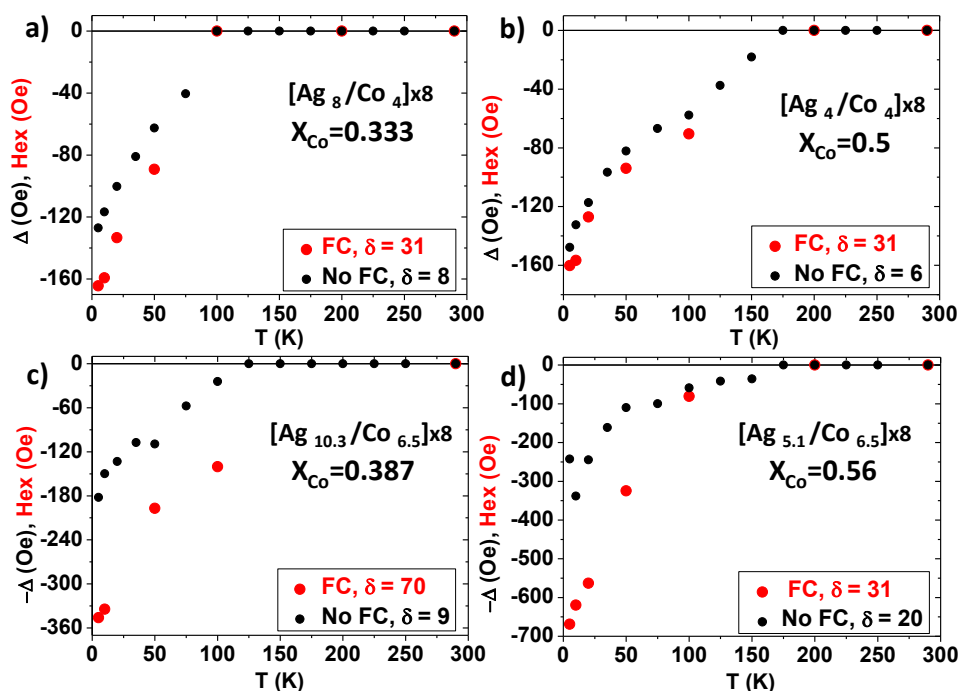 a)
Δ (Oe), Hex (Oe)
0
-40
-80
-120
-160
[Ag 8 /Co 4]x8
XCo=0.333
FC, δ = 31
No FC, δ = 8
0 50 100 150 200 250 300
T (K)
b)
Δ (Oe), Hex (Oe)
0
-40
-80
-120
-160
[Ag 4 /Co 4]x8
XCo=0.5
FC, δ = 31
No FC, δ = 6
0 50 100 150 200 250 300
T (K)
c)
−Δ (Oe), Hex (Oe)
0
-60
-120
-180
-240
-300
-360
[Ag 10.3 /Co 6.5]x8
XCo=0.387
FC, δ = 70
No FC, δ = 9
0 50 100 150 200 250 300
T (K)
d)
−Δ (Oe), Hex (Oe)
0
-100
-200
-300
-400
-500
-600
-700
[Ag 5.1 /Co 6.5]x8
XCo=0.56
FC, δ = 31
No FC, δ = 20
0 50 100 150 200 250 300
T (K)